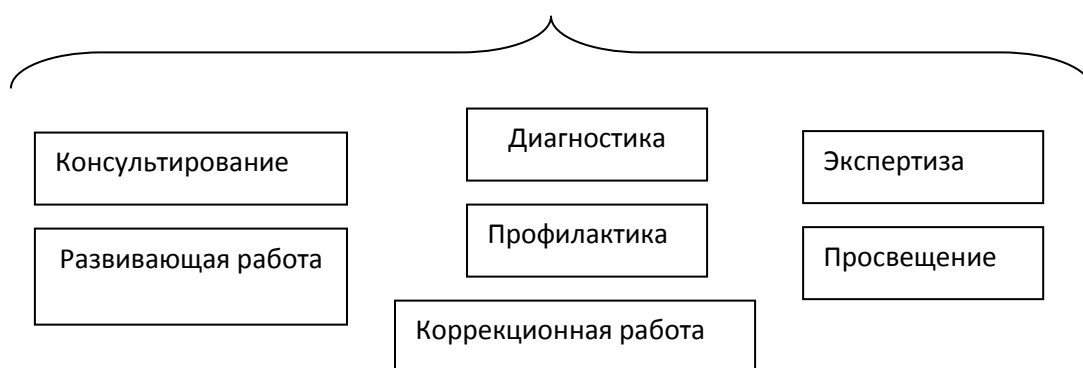 Консультирование
Диагностика
Экспертиза
Развивающая работа
Профилактика
Просвещение
Коррекционная работа